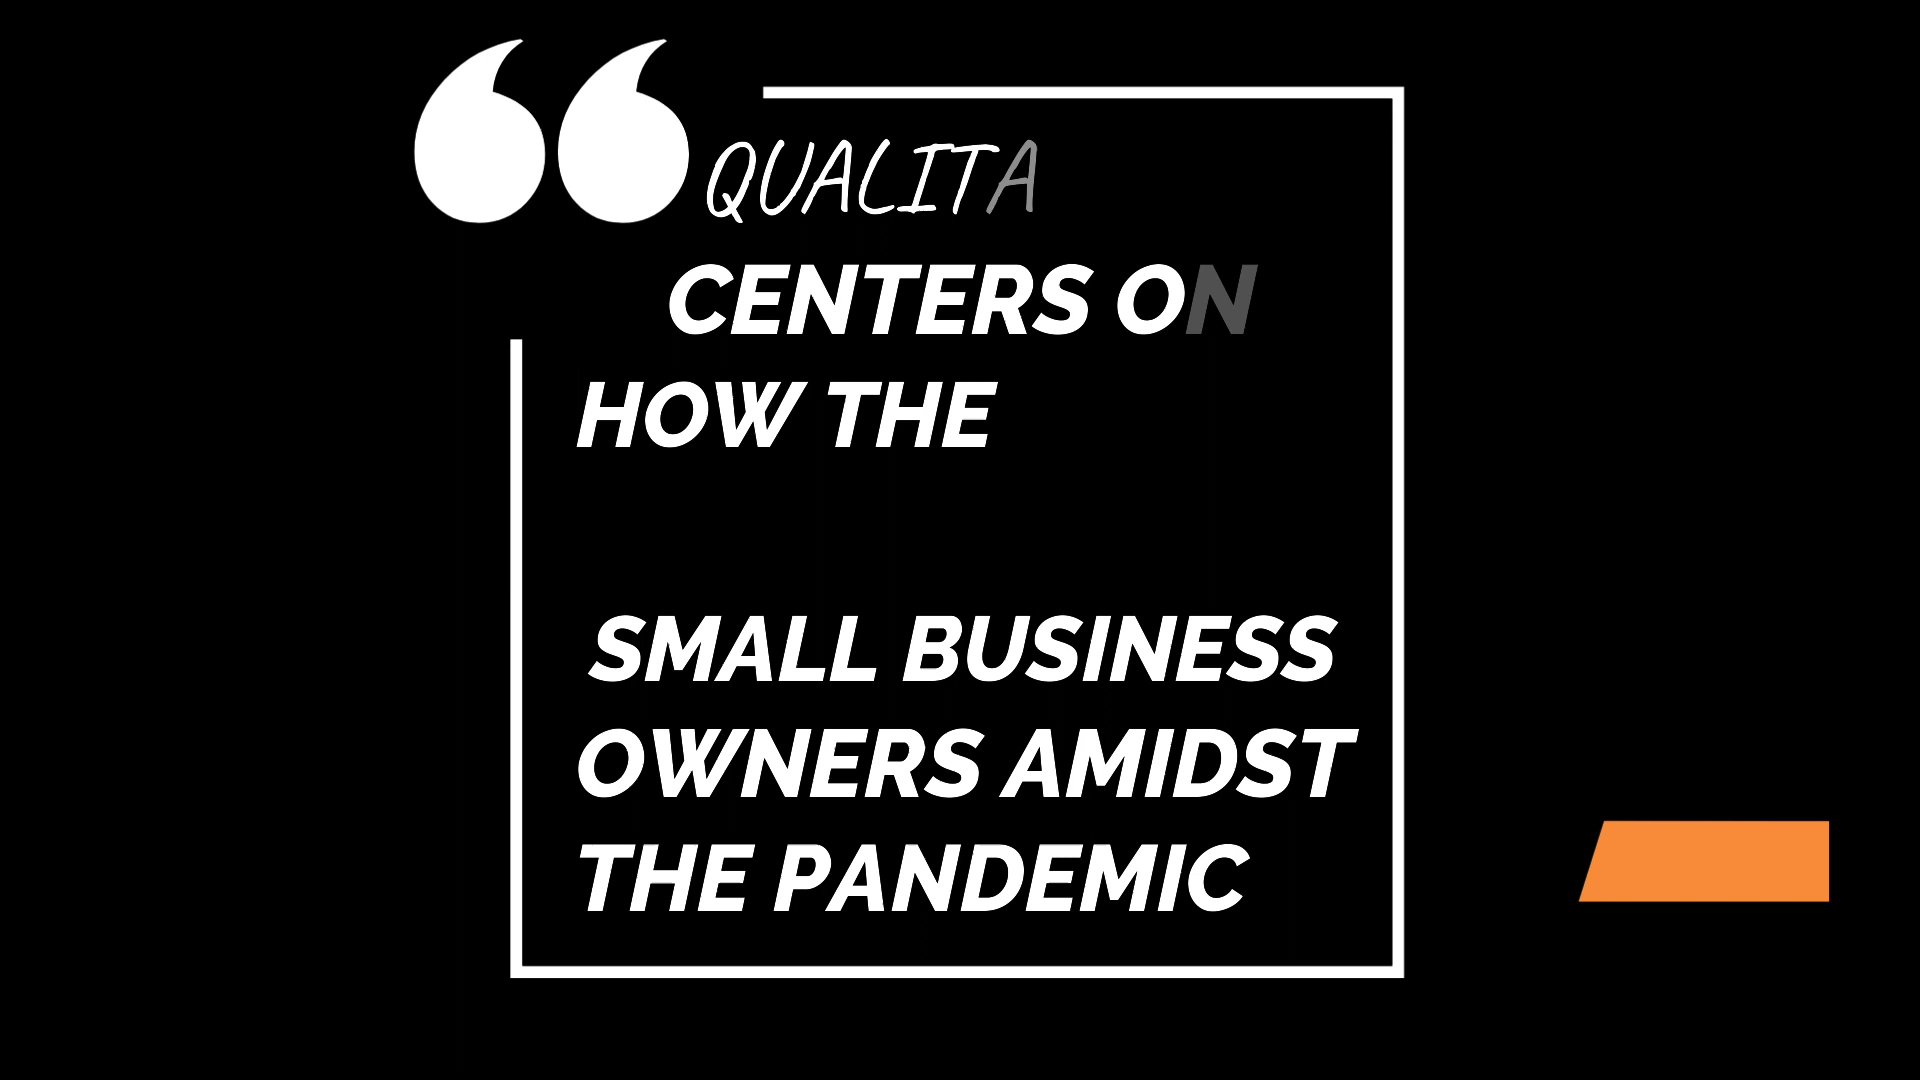 QUALITA
CENTERS ON
HOW THE
SMALL BUSINESS
OWNERS AMIDST
THE PANDEMIC